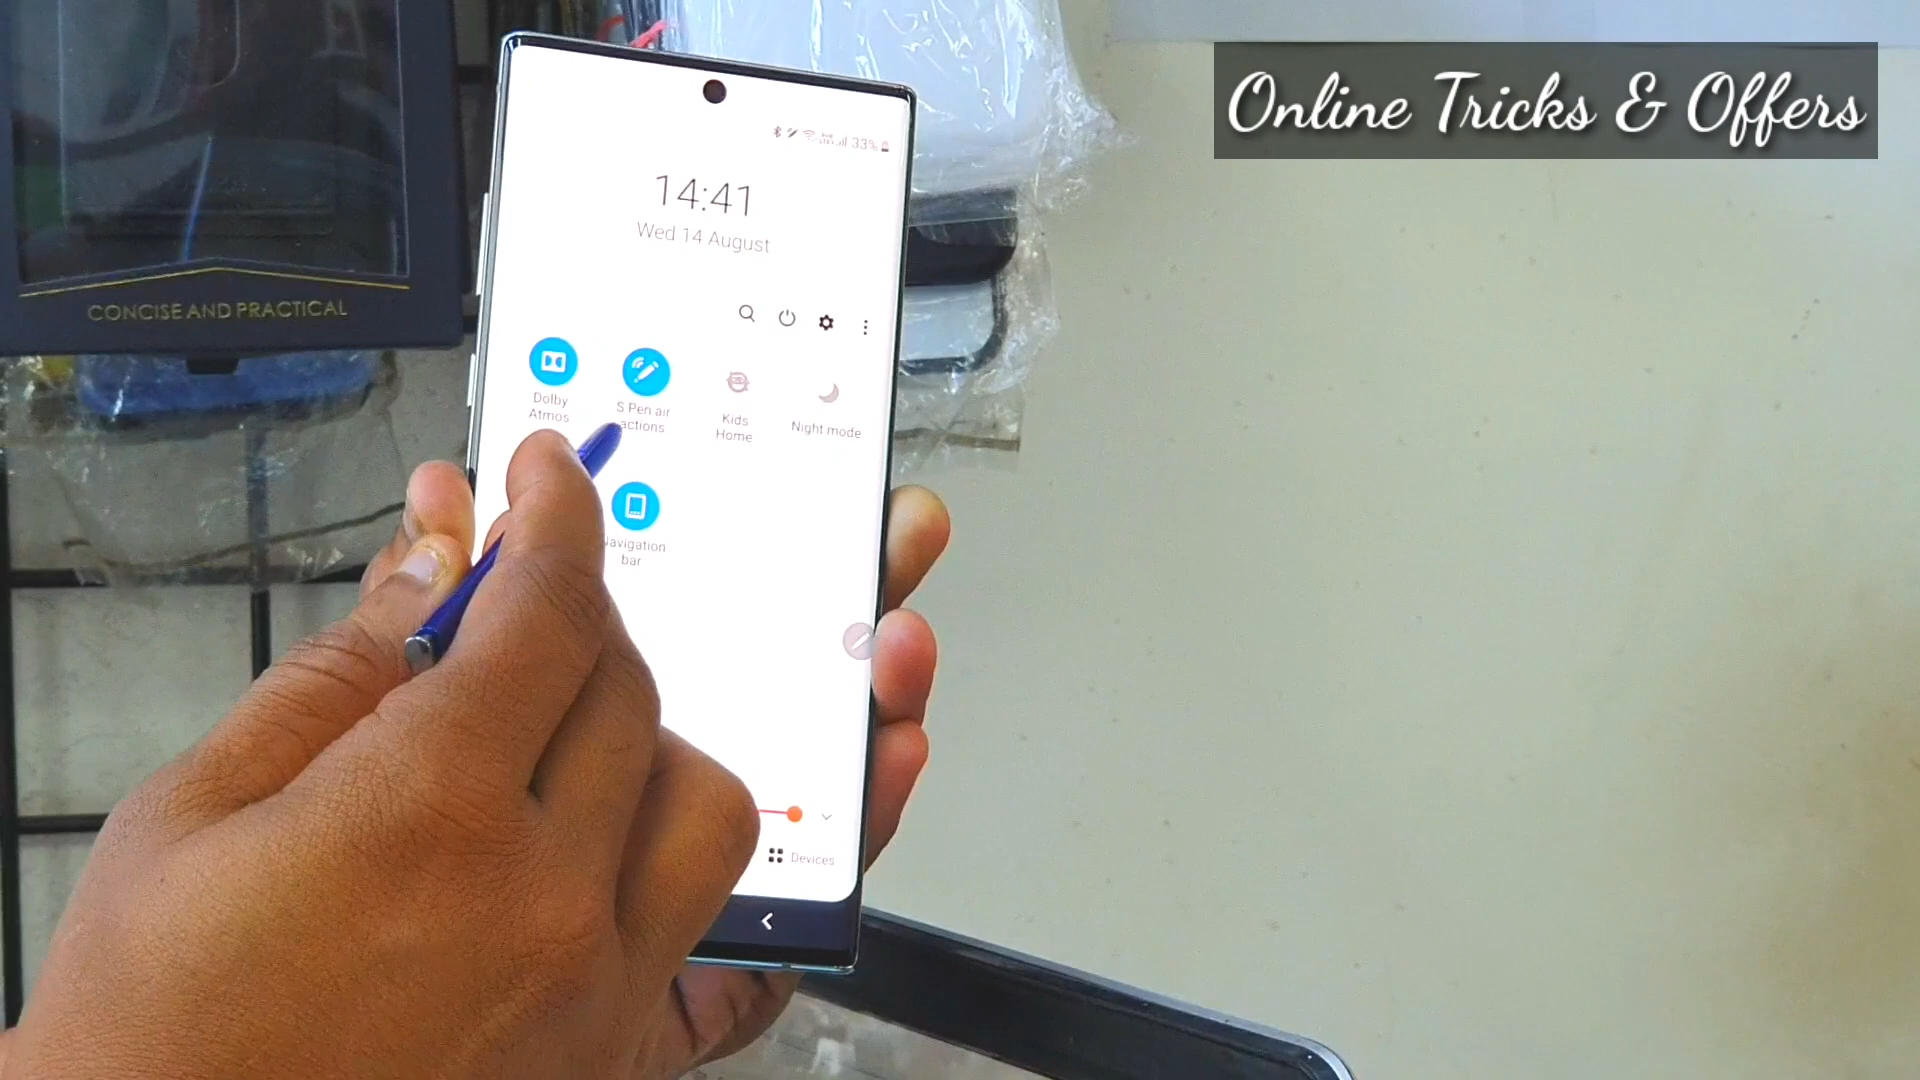 Online Tricks & Offers
CONCISE AND PRACTICAL
33%
14:41
Wed 14 August
Dolby
Atmos
S Pen air
actions
Kids
Home
Night mode
Navigation
bar
Devices